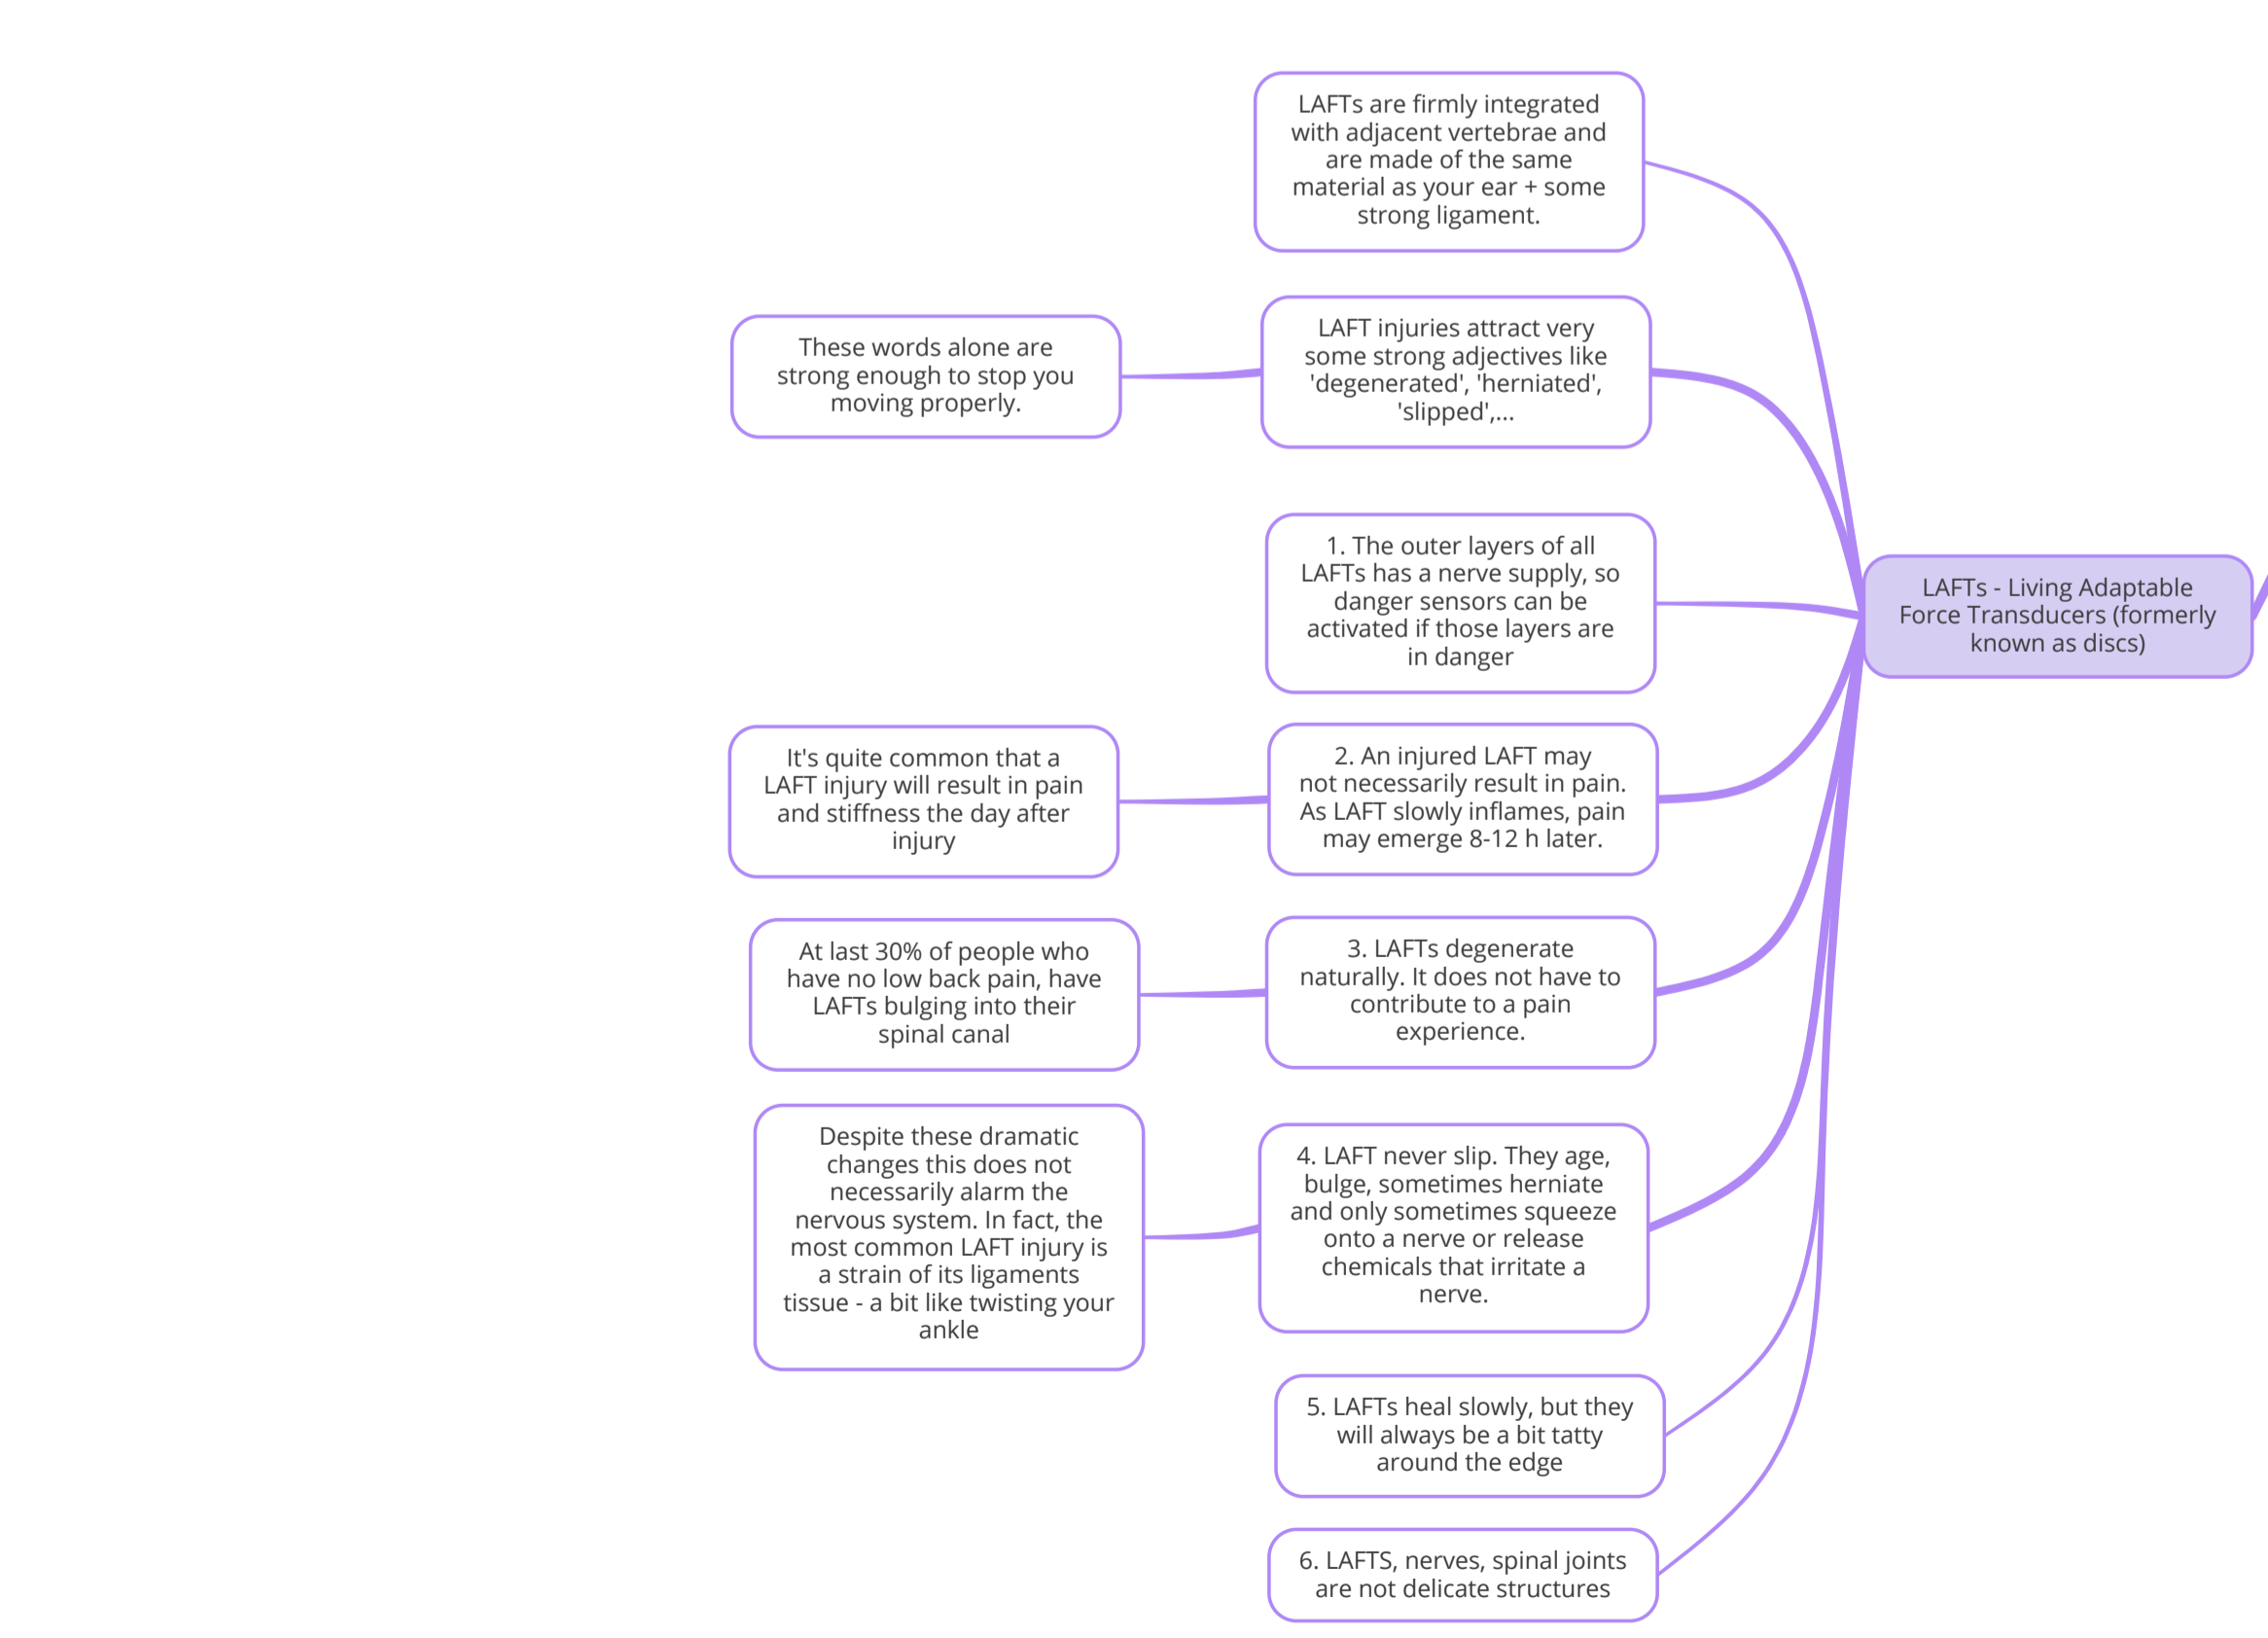 LAFTs are firmly integrated
with adjacent vertebrae and
are made of the same
material as your ear + some
strong ligament.
These words alone are
strong enough to stop you
moving properly.
LAFT injuries attract very
some strong adjectives like
'degenerated', 'herniated',
'slipped',...
1. The outer layers of all
LAFTs has a nerve supply, so
danger sensors can be
activated if those layers are
in danger
LAFTs - Living Adaptable
Force Transducers (formerly
known as discs)
It's quite common that a
LAFT injury will result in pain
and stiffness the day after
injury
2. An injured LAFT may
not necessarily result in pain.
As LAFT slowly inflames, pain
may emerge 8-12 h later.
At last 30% of people who
have no low back pain, have
LAFTs bulging into their
spinal canal
3. LAFTs degenerate
naturally. It does not have to
contribute to a pain
experience.
Despite these dramatic
changes this does not
necessarily alarm the
nervous system. In fact, the
most common LAFT injury is
a strain of its ligaments
tissue - a bit like twisting your
ankle
4. LAFT never slip. They age,
bulge, sometimes herniate
and only sometimes squeeze
onto a nerve or release
chemicals that irritate a
nerve.
5. LAFTs heal slowly, but they
will always be a bit tatty
around the edge
6. LAFTS, nerves, spinal joints
are not delicate structures